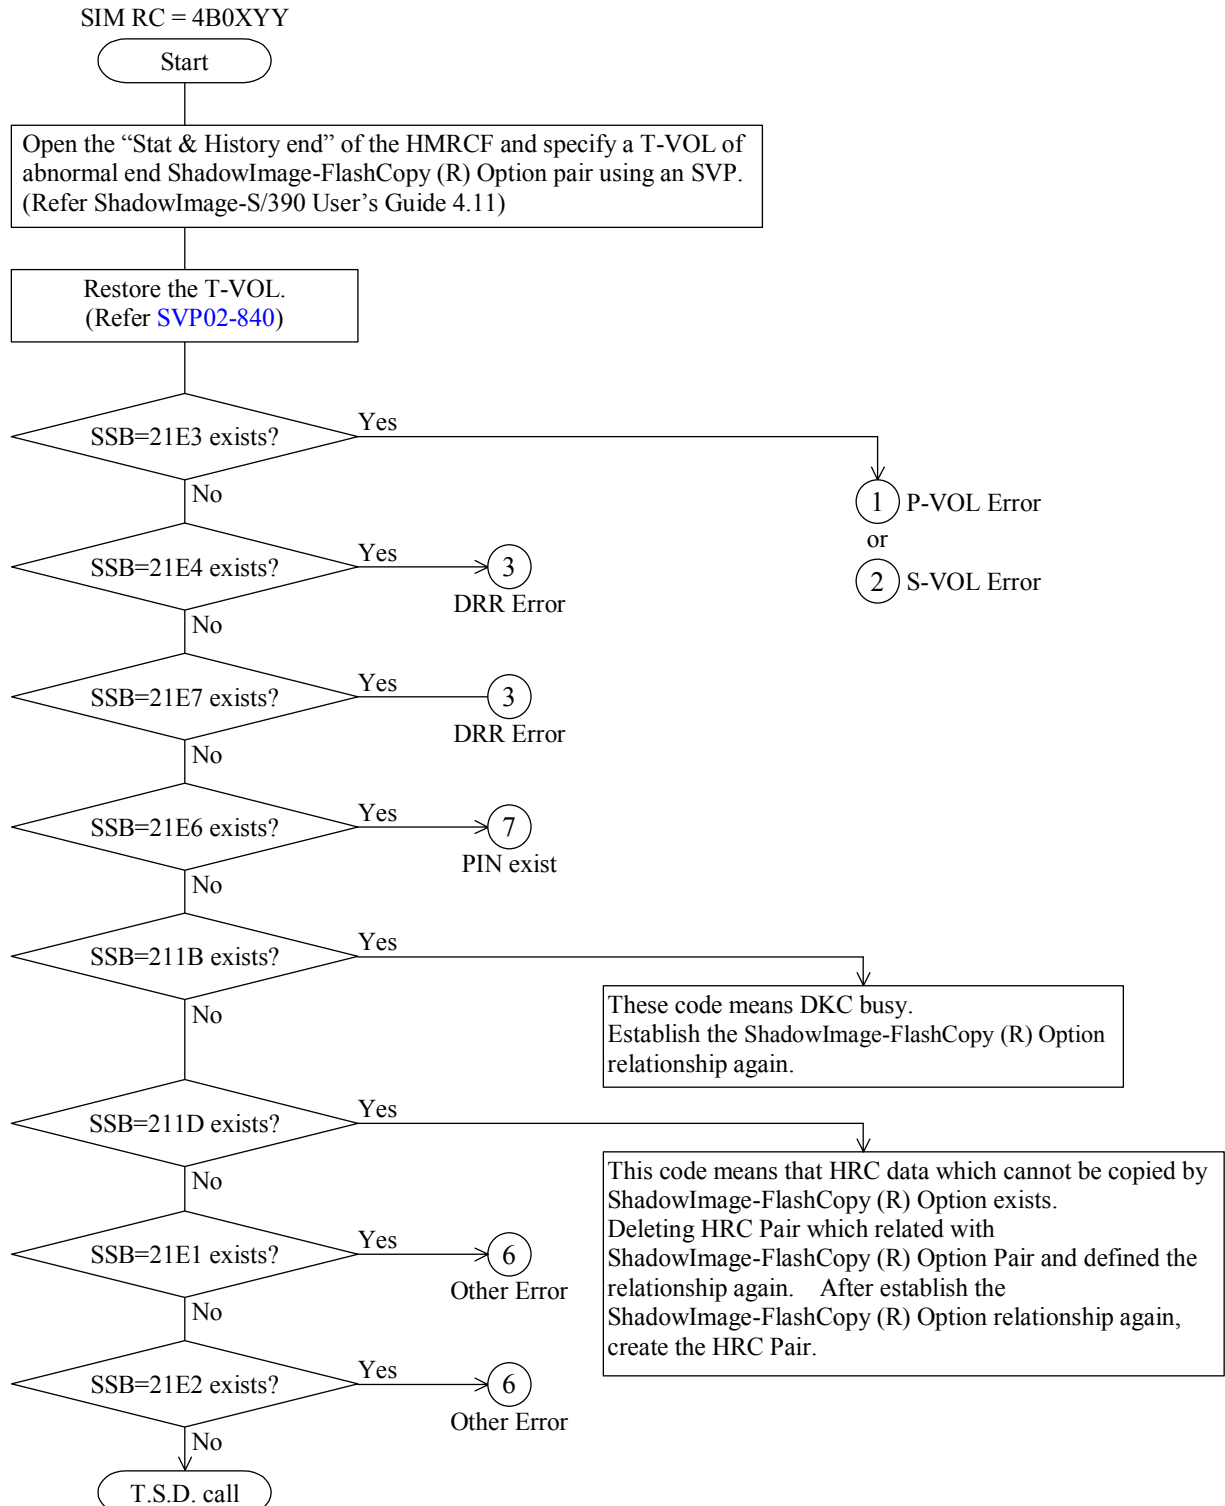 SIM RC = 4B0XYY
Start
Open the “Stat & History end” of the HMRCF and specify a T-VOL of
abnormal end ShadowImage-FlashCopy (R) Option pair using an SVP.
(Refer ShadowImage-S/390 User’s Guide 4.11)
Restore the T-VOL.
(Refer SVP02-840)
SSB=21E3 exists?
Yes
No
1 P-VOL Error
or
2 S-VOL Error
SSB=21E4 exists?
Yes
3
DRR Error
No
SSB=21E7 exists?
Yes
3
DRR Error
No
SSB=21E6 exists?
Yes
7
PIN exist
No
SSB=211B exists?
Yes
These code means DKC busy.
Establish the ShadowImage-FlashCopy (R) Option
relationship again.
No
SSB=211D exists?
Yes
This code means that HRC data which cannot be copied by
ShadowImage-FlashCopy (R) Option exists.
Deleting HRC Pair which related with
ShadowImage-FlashCopy (R) Option Pair and defined the
relationship again. After establish the
ShadowImage-FlashCopy (R) Option relationship again,
create the HRC Pair.
No
SSB=21E1 exists?
Yes
6
Other Error
No
SSB=21E2 exists?
Yes
6
Other Error
No
T.S.D. call